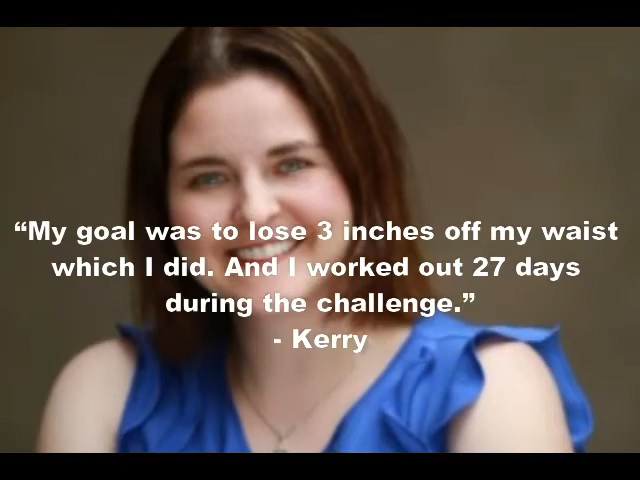 “My goal was to lose 3 inches off my waist
which I did. And I worked out 27 days
during the challenge.”
- Kerry